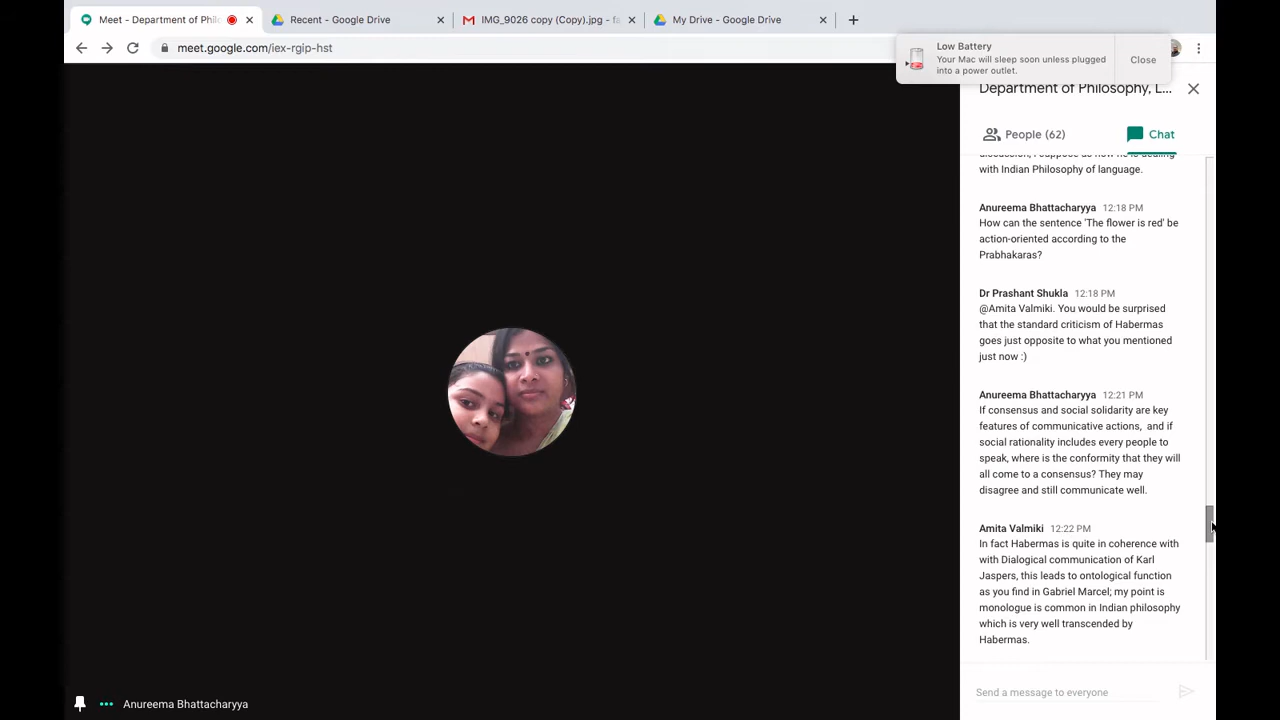 Meet - Department of Philo
Recent - Google Drive
IMG_9026 copy (Copy).jpg - fa
My Drive - Google Drive
meet.google.com/iex-rgip-hst
Low Battery
Your Mac will sleep soon unless plugged
into a power outlet.
Close
Department of Philosophy, L...
People (62)
Chat
discussion, I suppose as now he is dealing
with Indian Philosophy of language.
Anureema Bhattacharyya 12:18 PM
How can the sentence 'The flower is red' be
action-oriented according to the
Prabhakaras?
Dr Prashant Shukla 12:18 PM
@Amita Valmiki. You would be surprised
that the standard criticism of Habermas
goes just opposite to what you mentioned
just now :)
Anureema Bhattacharyya 12:21 PM
If consensus and social solidarity are key
features of communicative actions, and if
social rationality includes every people to
speak, where is the conformity that they will
all come to a consensus? They may
disagree and still communicate well.
Amita Valmiki 12:22 PM
In fact Habermas is quite in coherence with
with Dialogical communication of Karl
Jaspers, this leads to ontological function
as you find in Gabriel Marcel; my point is
monologue is common in Indian philosophy
which is very well transcended by
Habermas.
Send a message to everyone
Anureema Bhattacharyya